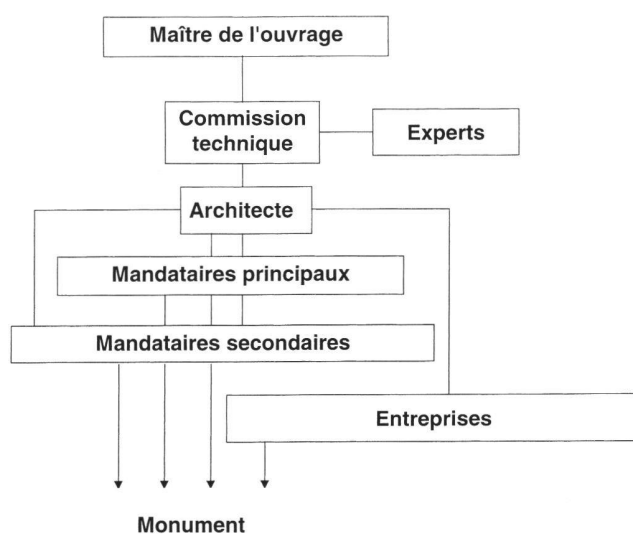 Maître de l'ouvrage
Commission
technique
Experts
Architecte
Mandataires principaux
Mandataires secondaires
Entreprises
Monument